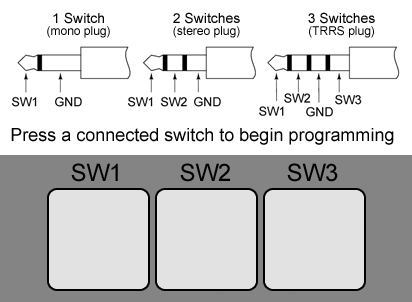 1 Switch
(mono plug)
2 Switches
(stereo plug)
3 Switches
(TRRS plug)
SW1
GND
SW1
SW2
GND
SW1
SW2
GND
SW3
Press a connected switch to begin programming
SW1
SW2
SW3